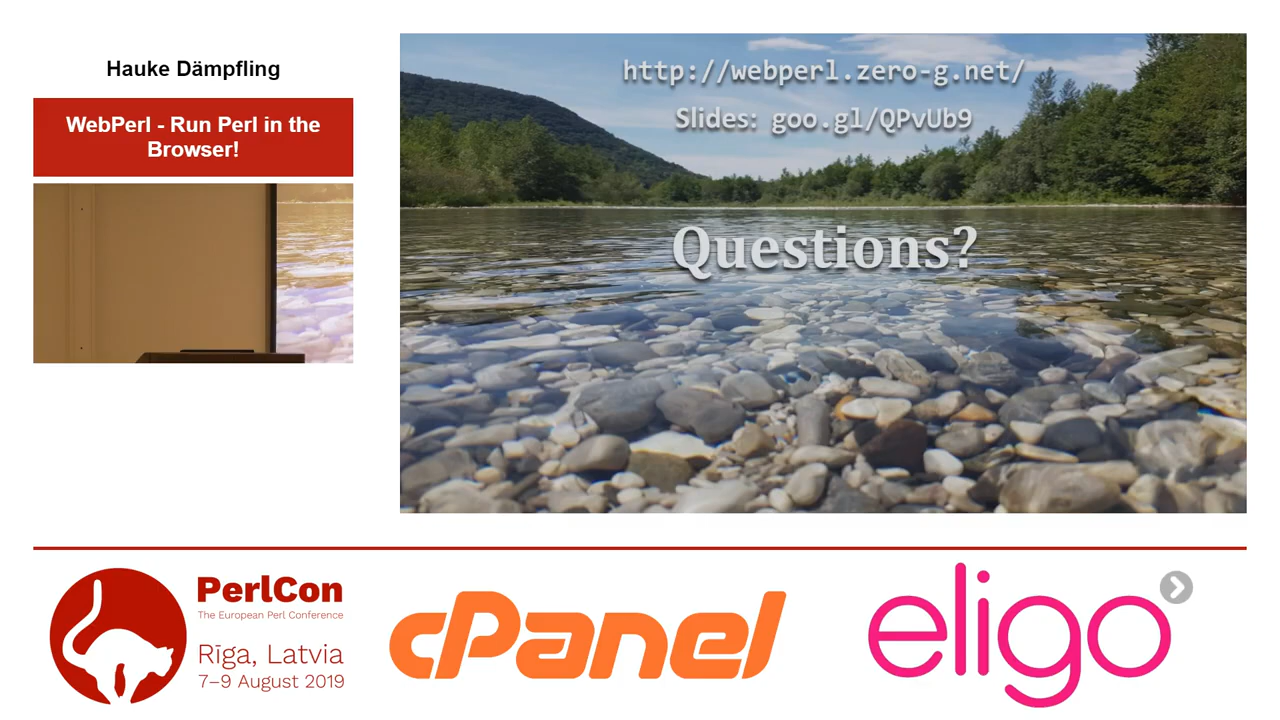 Hauke Dämpfling
WebPerl - Run Perl in the
Browser!
http://webperl.zero-g.net/
Slides: goo.gl/QPvUb9
Questions?
PerlCon
The European Perl Conference
Rīga, Latvia
7–9 August 2019
cPanel
eligo